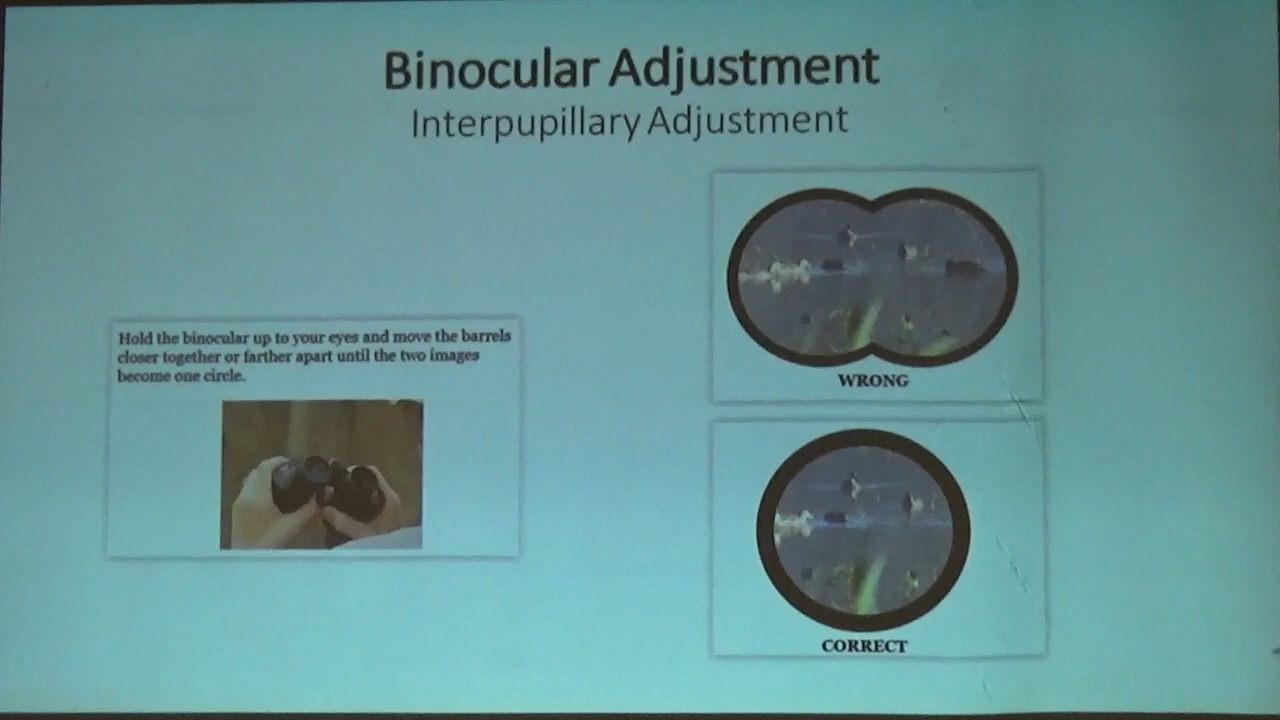 Binocular Adjustment
Interpupillary Adjustment
Hold the binocular up to your eyes and move the barrels
closer together or farther apart until the two images
become one circle.
WRONG
CORRECT